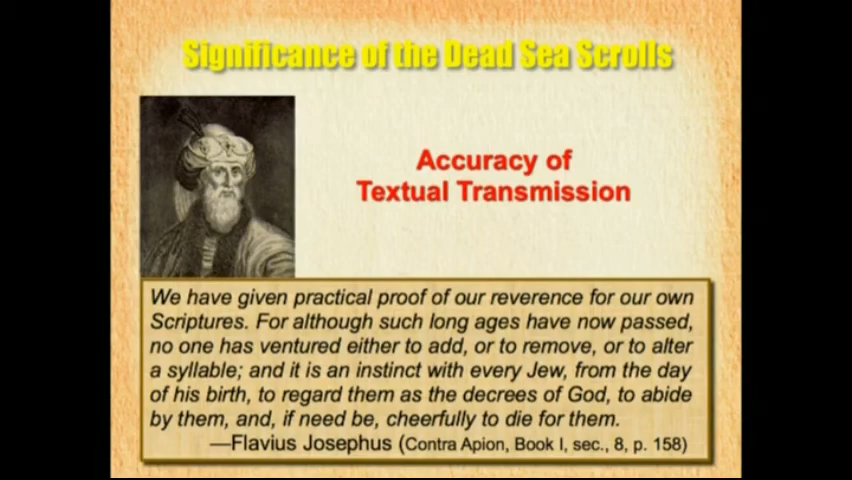 Significance of the Dead Sea Scrolls
Accuracy of
Textual Transmission
We have given practical proof of our reverence for our own
Scriptures. For although such long ages have now passed,
no one has ventured either to add, or to remove, or to alter
a syllable; and it is an instinct with every Jew, from the day
of his birth, to regard them as the decrees of God, to abide
by them, and, if need be, cheerfully to die for them.
—Flavius Josephus (Contra Apion, Book I, sec., 8, p. 158)